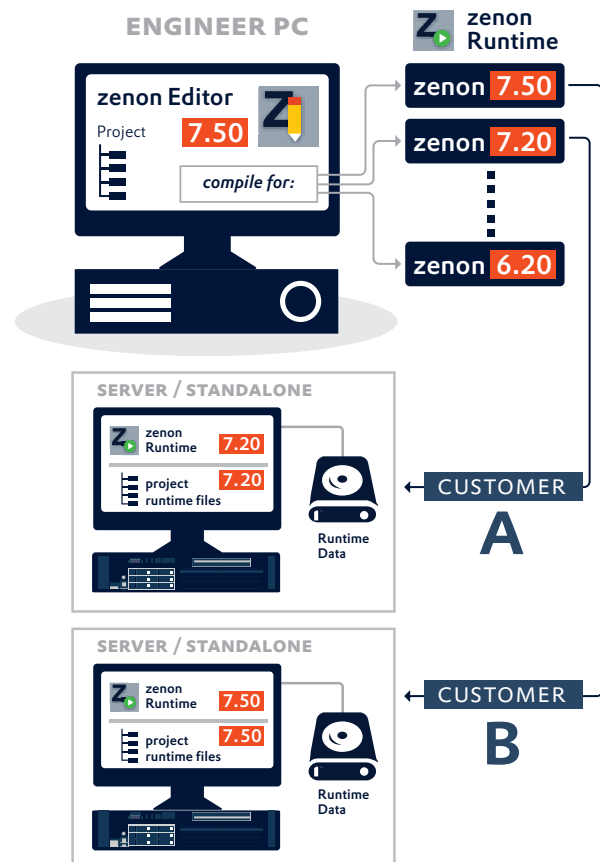 ENGINEER PC
zenon
Runtime
zenon Editor
Project
7.50
compile for:
zenon 7.50
zenon 7.20
zenon 6.20
SERVER / STANDALONE
zenon
Runtime
7.20
project
runtime files
7.20
Runtime
Data
CUSTOMER
A
SERVER / STANDALONE
zenon
Runtime
7.50
project
runtime files
7.50
Runtime
Data
CUSTOMER
B